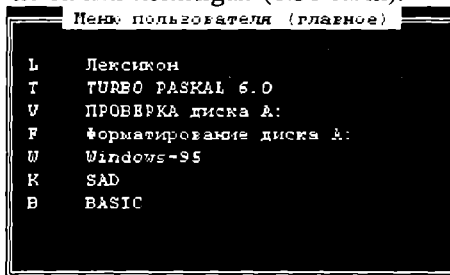 Меню пользователя (главное)
L Лексикон
T TURBO PASKAL 6.0
V ПРОВЕРКА диска A:
F Форматирование диска A:
W Windows-95
K SAD
B BASIC